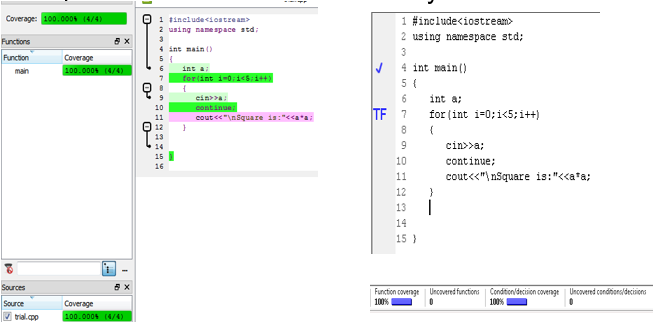 Coverage: 100.000% (4/4)
Functions
Function Coverage
main 100.000% (4/4)
Sources
Source Coverage
trial.cpp 100.000% (4/4)
1 #include<iostream>
2 using namespace std;
3
4 int main()
5 {
6 int a;
7 for(int i=0;i<5;i++)
8 {
9 cin>>a;
10 continue;
11 cout<<"\nSquare is:"<<a*a;
12 }
13
14
15 }
16
1 #include<iostream>
2 using namespace std;
3
4 int main()
5 {
6 int a;
TF 7 for(int i=0;i<5;i++)
8 {
9 cin>>a;
10 continue;
11 cout<<"\nSquare is:"<<a*a;
12 }
13
14
15 }
Function coverage Uncovered functions Condition/decision coverage Uncovered conditions/decisions
100% 0 100% 0